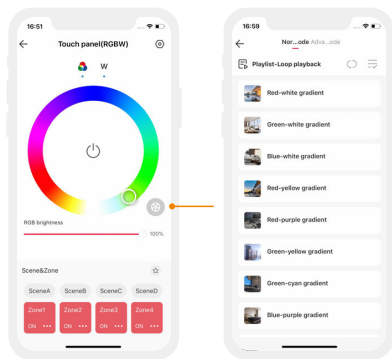 16:51
Touch panel(RGBW)
W
RGB brightness
100%
Scene&Zone
SceneA SceneB SceneC SceneD
Zone1 Zone2 Zone3 Zone4
ON ON ON ON
16:59
Nor...ode Adva...ode
Playlist-Loop playback
Red-white gradient
Green-white gradient
Blue-white gradient
Red-yellow gradient
Red-purple gradient
Green-yellow gradient
Green-cyan gradient
Blue-purple gradient